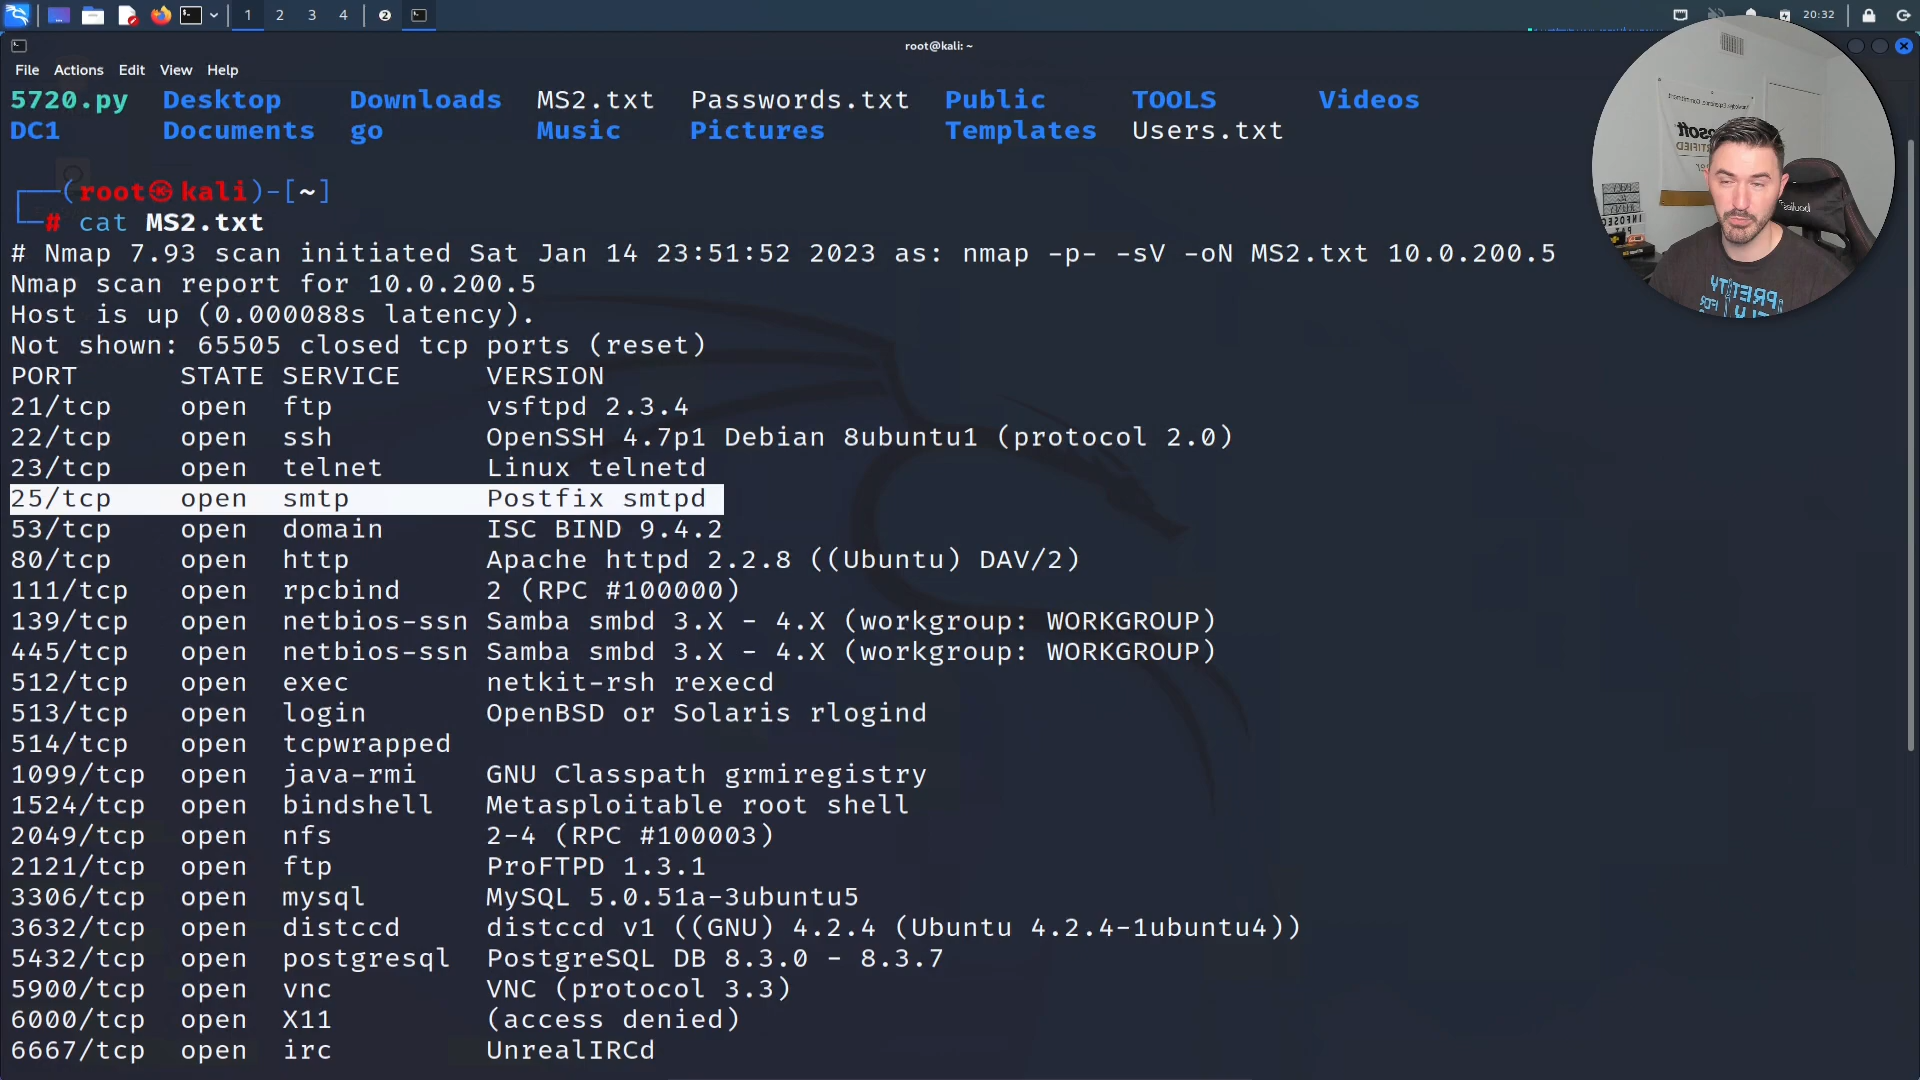 1 2 3 4 2 20:32
root@kali: ~
File Actions Edit View Help
5720.py Desktop Downloads MS2.txt Passwords.txt Public TOOLS Videos
DC1 Documents go Music Pictures Templates Users.txt
┌──(root㉿kali)-[~]
└─# cat MS2.txt
# Nmap 7.93 scan initiated Sat Jan 14 23:51:52 2023 as: nmap -p- -sV -oN MS2.txt 10.0.200.5
Nmap scan report for 10.0.200.5
Host is up (0.000088s latency).
Not shown: 65505 closed tcp ports (reset)
PORT STATE SERVICE VERSION
21/tcp open ftp vsftpd 2.3.4
22/tcp open ssh OpenSSH 4.7p1 Debian 8ubuntu1 (protocol 2.0)
23/tcp open telnet Linux telnetd
25/tcp open smtp Postfix smtpd
53/tcp open domain ISC BIND 9.4.2
80/tcp open http Apache httpd 2.2.8 ((Ubuntu) DAV/2)
111/tcp open rpcbind 2 (RPC #100000)
139/tcp open netbios-ssn Samba smbd 3.X - 4.X (workgroup: WORKGROUP)
445/tcp open netbios-ssn Samba smbd 3.X - 4.X (workgroup: WORKGROUP)
512/tcp open exec netkit-rsh rexecd
513/tcp open login OpenBSD or Solaris rlogind
514/tcp open tcpwrapped
1099/tcp open java-rmi GNU Classpath grmiregistry
1524/tcp open bindshell Metasploitable root shell
2049/tcp open nfs 2-4 (RPC #100003)
2121/tcp open ftp ProFTPD 1.3.1
3306/tcp open mysql MySQL 5.0.51a-3ubuntu5
3632/tcp open distccd distccd v1 ((GNU) 4.2.4 (Ubuntu 4.2.4-1ubuntu4))
5432/tcp open postgresql PostgreSQL DB 8.3.0 - 8.3.7
5900/tcp open vnc VNC (protocol 3.3)
6000/tcp open X11 (access denied)
6667/tcp open irc UnrealIRCd